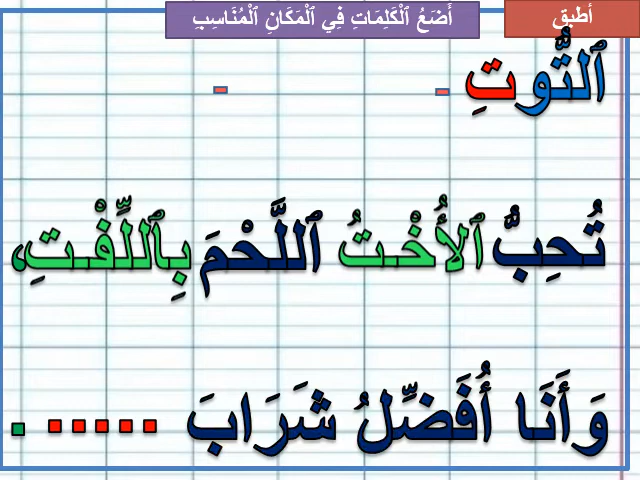 أطبق
أَضَعُ ٱلْكَلِمَاتِ فِي ٱلْمَكَانِ ٱلْمُنَاسِبِ
ٱلتُّوتِ - -
تُحِبُّ ٱلأُخْتُ ٱللَّحْمَ بِٱللِّفْتِ،
وَأَنَا أُفَضِّلُ شَرَابَ ..... .